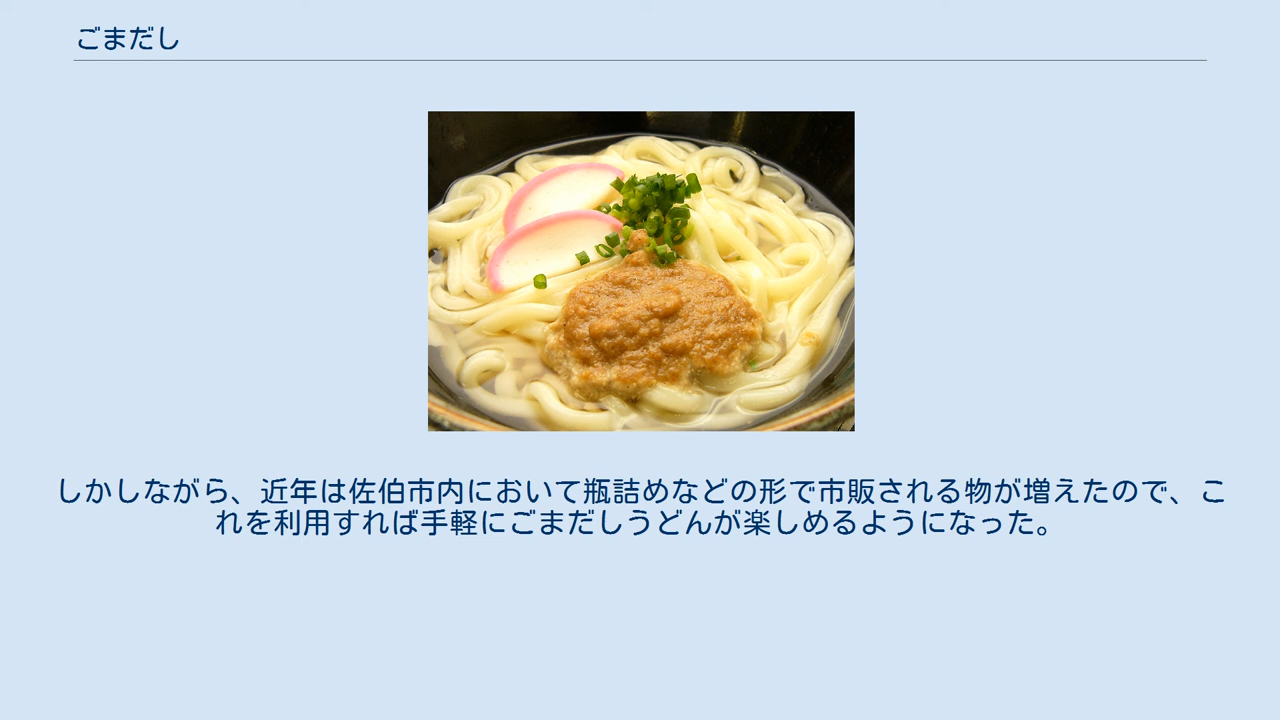 ごまだし
しかしながら、近年は佐伯市内において瓶詰めなどの形で市販される物が増えたので、こ
れを利用すれば手軽にごまだしうどんが楽しめるようになった。